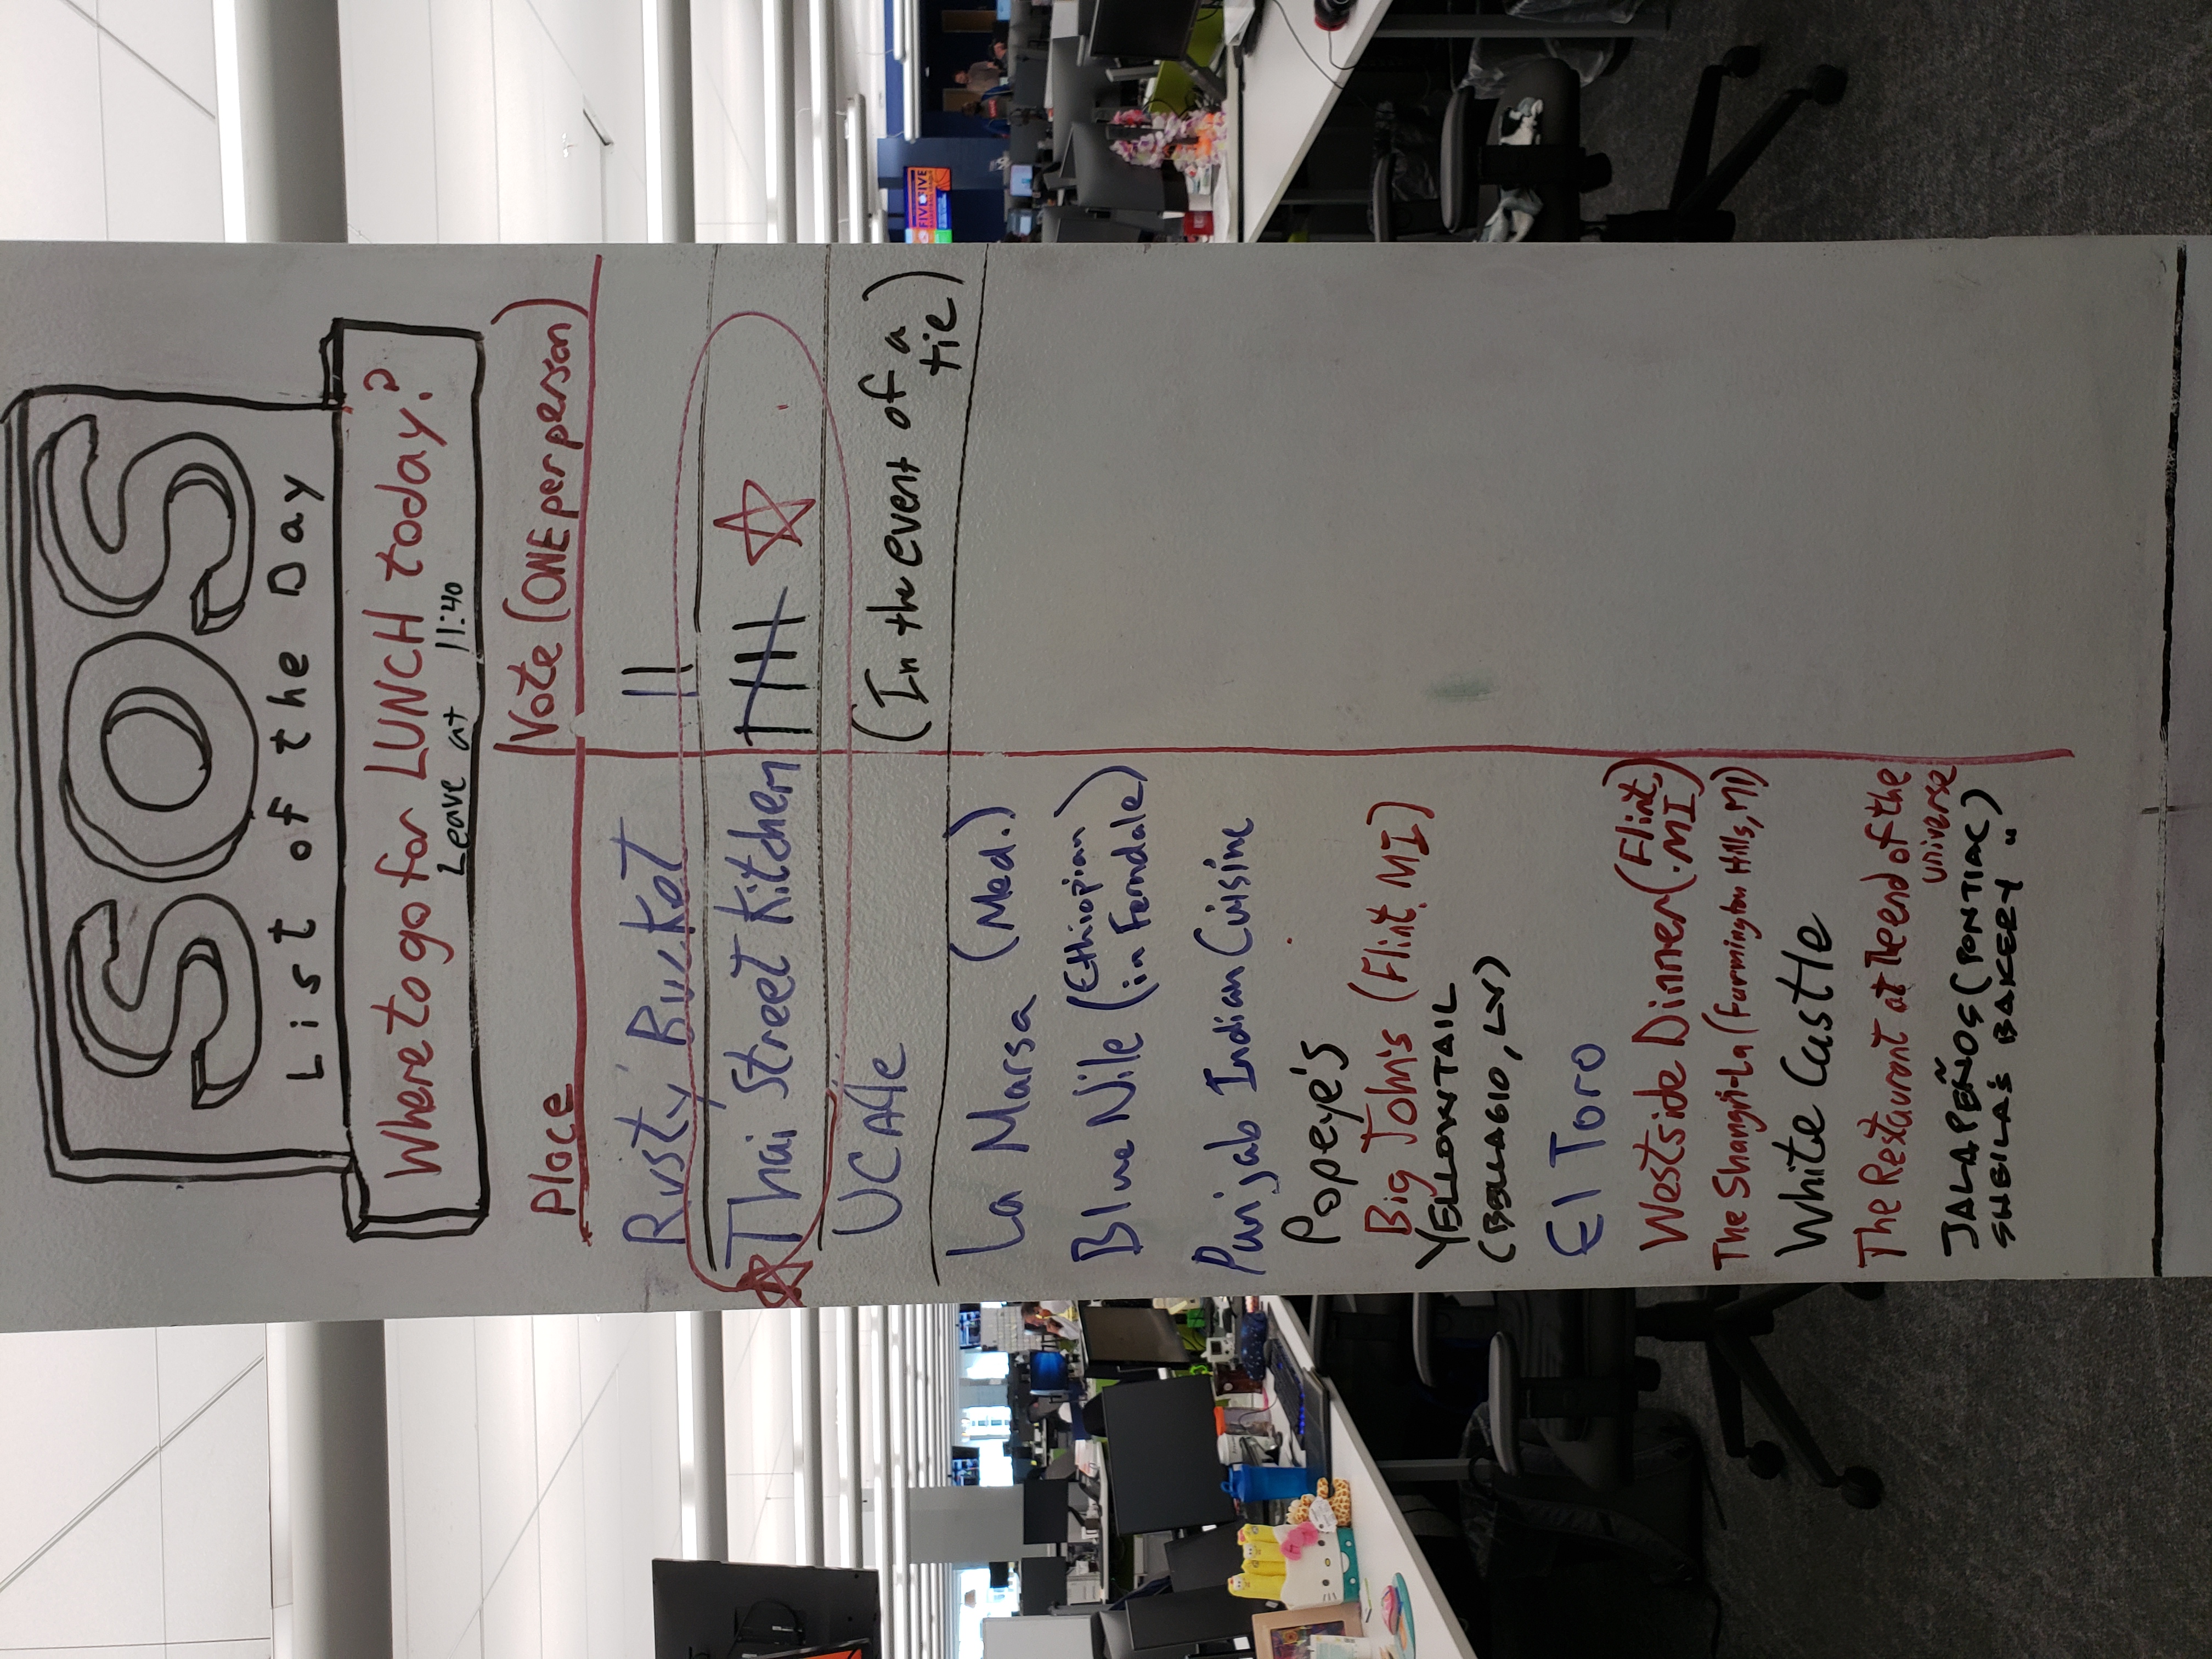 SOS
List of the Day
Where to go for LUNCH today?
Leave at 11:40
Place
Vote (ONE per person)
Rusty Bucket
Thai Street Kitchen
UCAfe
(In the event of a
tie)
La Marsa (Med.)
Blue Nile (Ethiopian
in Ferndale)
Punjab Indian Cuisine
Popeye's
Big John's (Flint, MI)
YELLOWTAIL
(BELLAGIO, LV)
El Toro
Westside Dinner (Flint,
MI)
The Shangri-La (Farmington Hills, MI)
White Castle
The Restaurant at The end of the
universe
JALAPEÑOS (PONTIAC)
SHEILA'S BAKERY "
FIVE FIVE